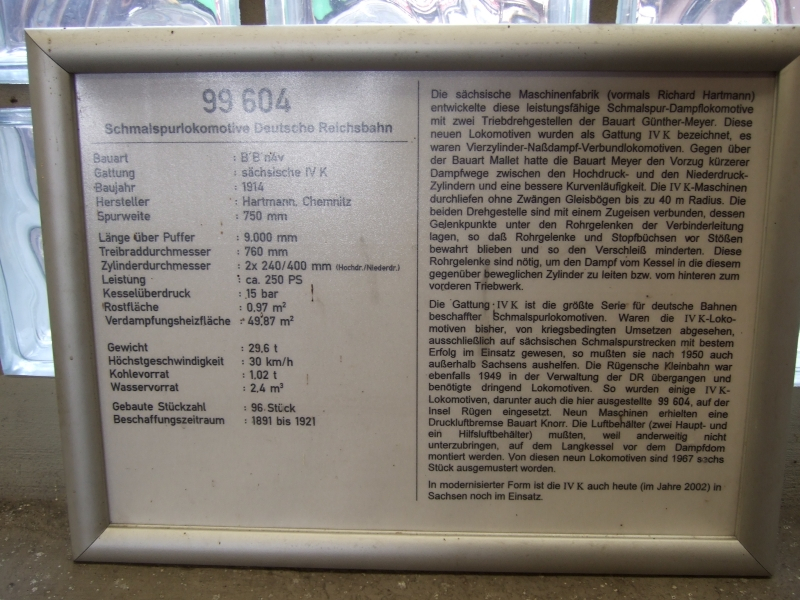 99 604
Schmalspurlokomotive Deutsche Reichsbahn
Bauart : B'B'n4v
Gattung : sächsische IV K
Baujahr : 1914
Hersteller : Hartmann, Chemnitz
Spurweite : 750 mm
Länge über Puffer : 9.000 mm
Treibraddurchmesser : 760 mm
Zylinderdurchmesser : 2x 240/400 mm (Hochdr./Niederdr.)
Leistung : ca. 250 PS
Kesselüberdruck : 15 bar
Rostfläche : 0,97 m²
Verdampfungsheizfläche : 49,87 m²
Gewicht : 29,6 t
Höchstgeschwindigkeit : 30 km/h
Kohlevorrat : 1,02 t
Wasservorrat : 2,4 m³
Gebaute Stückzahl : 96 Stück
Beschaffungszeitraum : 1891 bis 1921
Die sächsische Maschinenfabrik (vormals Richard Hartmann)
entwickelte diese leistungsfähige Schmalspur-Dampflokomotive
mit zwei Triebdrehgestellen der Bauart Günther-Meyer. Diese
neuen Lokomotiven wurden als Gattung IV K bezeichnet, es
waren Vierzylinder-Naßdampf-Verbundlokomotiven. Gegen über
der Bauart Mallet hatte die Bauart Meyer den Vorzug kürzerer
Dampfwege zwischen den Hochdruck- und den Niederdruck-
Zylindern und eine bessere Kurvenläufigkeit. Die IV K-Maschinen
durchliefen ohne Zwängen Gleisbögen bis zu 40 m Radius. Die
beiden Drehgestelle sind mit einem Zugeisen verbunden, dessen
Gelenkpunkte unter den Rohrgelenken der Verbinderleitung
lagen, so daß Rohrgelenke und Stopfbüchsen vor Stößen
bewahrt blieben und so den Verschleiß minderten. Diese
Rohrgelenke sind nötig, um den Dampf vom Kessel in die diesem
gegenüber beweglichen Zylinder zu leiten bzw. vom hinteren zum
vorderen Triebwerk.
Die Gattung IV K ist die größte Serie für deutsche Bahnen
beschaffter Schmalspurlokomotiven. Waren die IV K-Loko-
motiven bisher, von kriegsbedingten Umsetzen abgesehen,
ausschließlich auf sächsischen Schmalspurstrecken mit bestem
Erfolg im Einsatz gewesen, so mußten sie nach 1950 auch
außerhalb Sachsens aushelfen. Die Rügensche Kleinbahn war
ebenfalls 1949 in der Verwaltung der DR übergangen und
benötigte dringend Lokomotiven. So wurden einige IV K-
Lokomotiven, darunter auch die hier ausgestellte 99 604, auf der
Insel Rügen eingesetzt. Neun Maschinen erhielten eine
Druckluftbremse Bauart Knorr. Die Luftbehälter (zwei Haupt- und
ein Hilfsluftbehälter) mußten, weil anderweitig nicht
unterzubringen, auf dem Langkessel vor dem Dampfdom
montiert werden. Von diesen neun Lokomotiven sind 1967 sechs
Stück ausgemustert worden.
In modernisierter Form ist die IV K auch heute (im Jahre 2002) in
Sachsen noch im Einsatz.